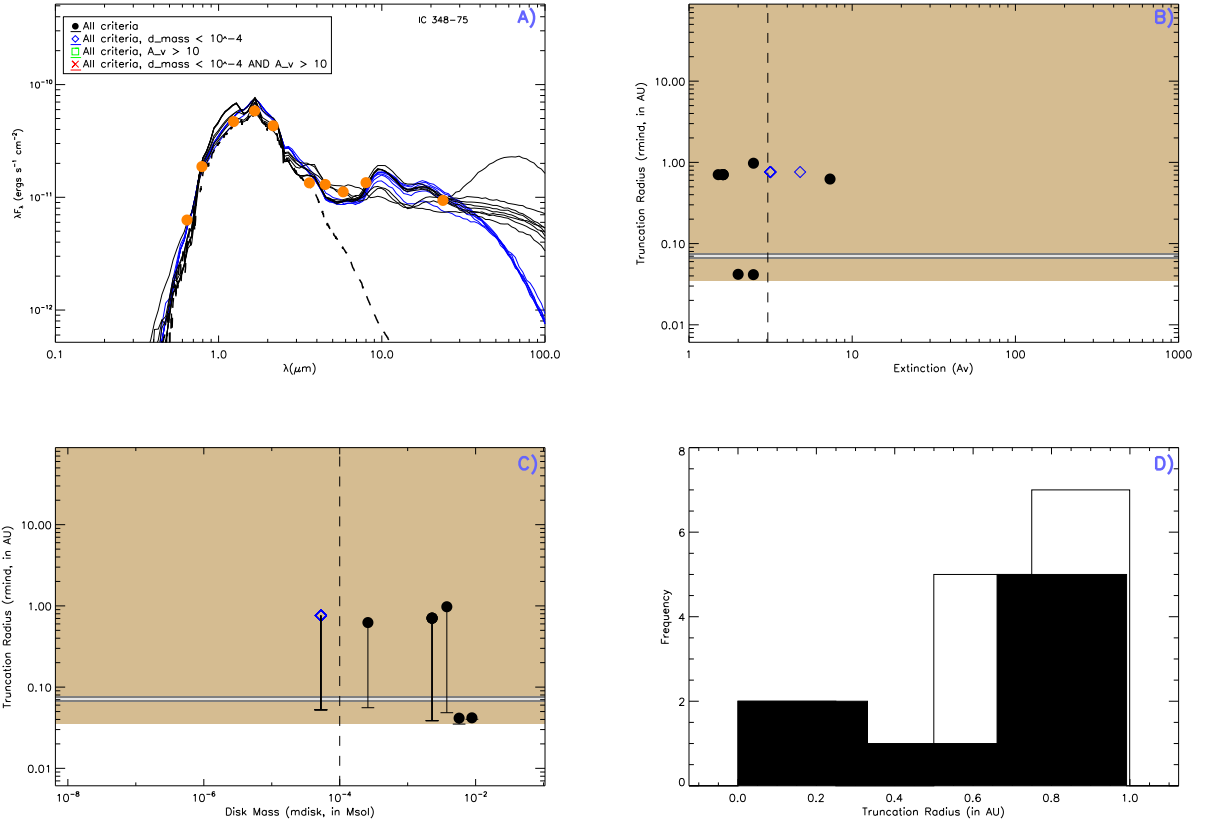 A)
IC 348-75
All criteria
All criteria, d_mass < 10^-4
All criteria, A_v > 10
All criteria, d_mass < 10^-4 AND A_v > 10
λFλ (ergs s⁻¹ cm⁻²)
10⁻¹⁰
10⁻¹¹
10⁻¹²
0.1 1.0 10.0 100.0
λ(μm)
B)
Truncation Radius (rmind, in AU)
10.00
1.00
0.10
0.01
1 10 100 1000
Extinction (Av)
C)
Truncation Radius (rmind, in AU)
10.00
1.00
0.10
0.01
10⁻⁸ 10⁻⁶ 10⁻⁴ 10⁻²
Disk Mass (mdisk, in Msol)
D)
Frequency
8
6
4
2
0
0.0 0.2 0.4 0.6 0.8 1.0
Truncation Radius (in AU)